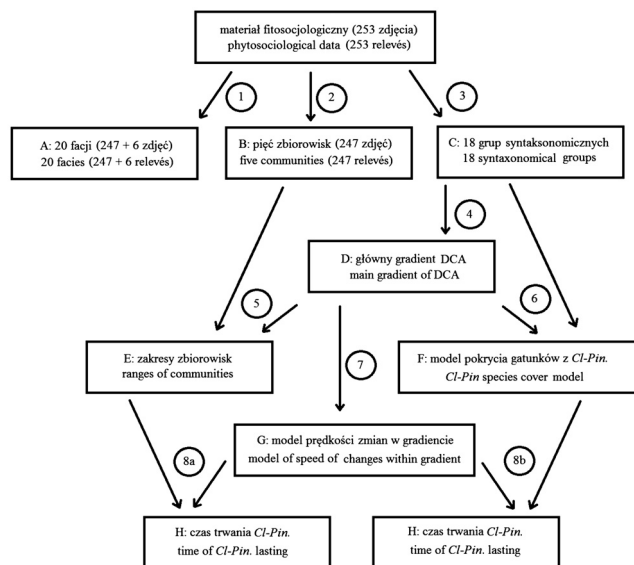 materiał fitosocjologiczny (253 zdjęcia)
phytosociological data (253 relevés)
1
2
3
A: 20 facji (247 + 6 zdjęć)
20 facies (247 + 6 relevés)
B: pięć zbiorowisk (247 zdjęć)
five communities (247 relevés)
C: 18 grup syntaksonomicznych
18 syntaxonomical groups
4
D: główny gradient DCA
main gradient of DCA
5
6
E: zakresy zbiorowisk
ranges of communities
7
F: model pokrycia gatunków z Cl-Pin.
Cl-Pin species cover model
G: model prędkości zmian w gradiencie
model of speed of changes within gradient
8a
8b
H: czas trwania Cl-Pin.
time of Cl-Pin. lasting
H: czas trwania Cl-Pin.
time of Cl-Pin. lasting